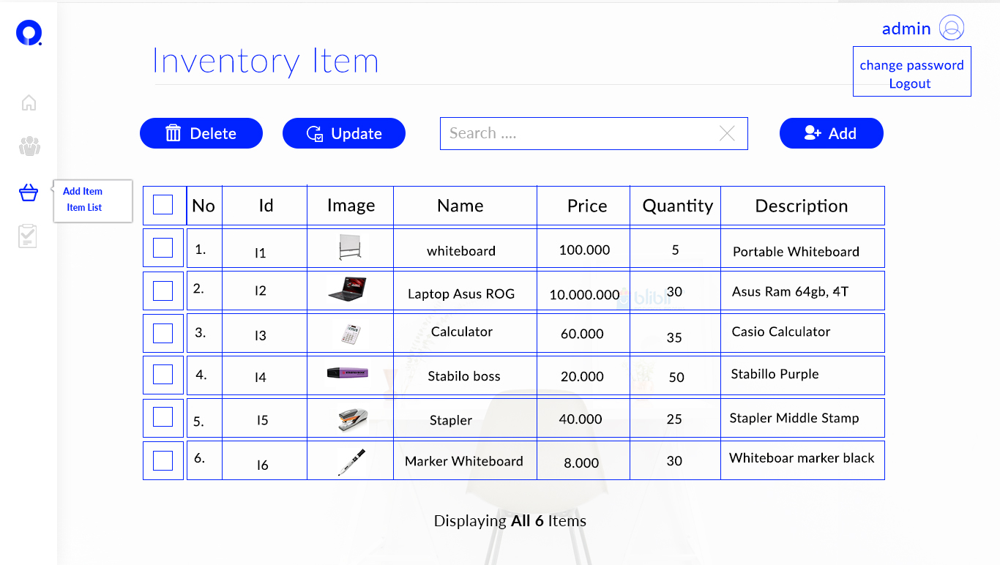 admin
change password
Logout
Inventory Item
Delete
Update
Search ....
Add
Add Item
Item List
No Id Image Name Price Quantity Description
1. I1 whiteboard 100.000 5 Portable Whiteboard
2. I2 Laptop Asus ROG 10.000.000 30 Asus Ram 64gb, 4T
3. I3 Calculator 60.000 35 Casio Calculator
4. I4 Stabilo boss 20.000 50 Stabillo Purple
5. I5 Stapler 40.000 25 Stapler Middle Stamp
6. I6 Marker Whiteboard 8.000 30 Whiteboar marker black
blibli
Displaying All 6 Items